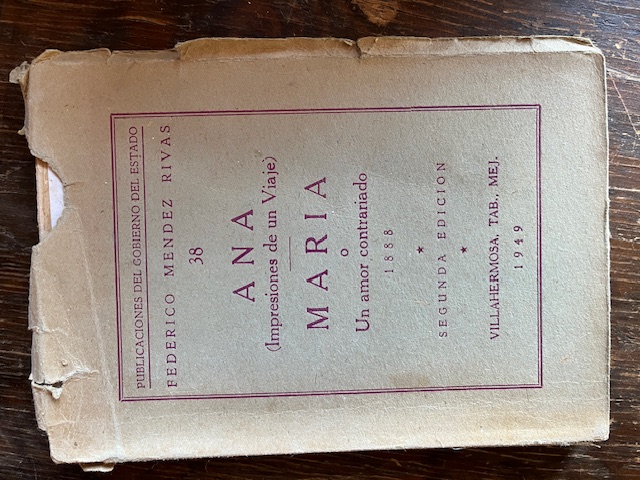 PUBLICACIONES DEL GOBIERNO DEL ESTADO
FEDERICO MENDEZ RIVAS
38
ANA
(Impresiones de un Viaje)
MARIA
O
Un amor contrariado
1888
SEGUNDA EDICION
VILLAHERMOSA, TAB., MEJ.
1949